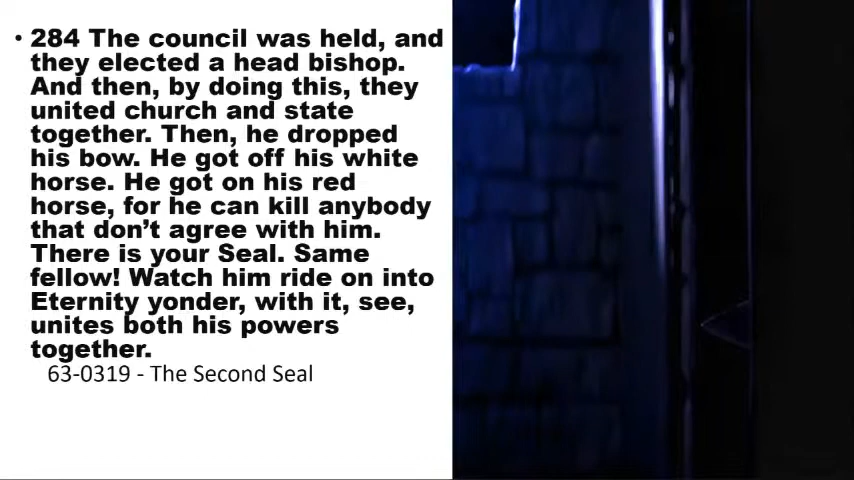 • 284 The council was held, and
they elected a head bishop.
And then, by doing this, they
united church and state
together. Then, he dropped
his bow. He got off his white
horse. He got on his red
horse, for he can kill anybody
that don’t agree with him.
There is your Seal. Same
fellow! Watch him ride on into
Eternity yonder, with it, see,
unites both his powers
together.
63-0319 - The Second Seal